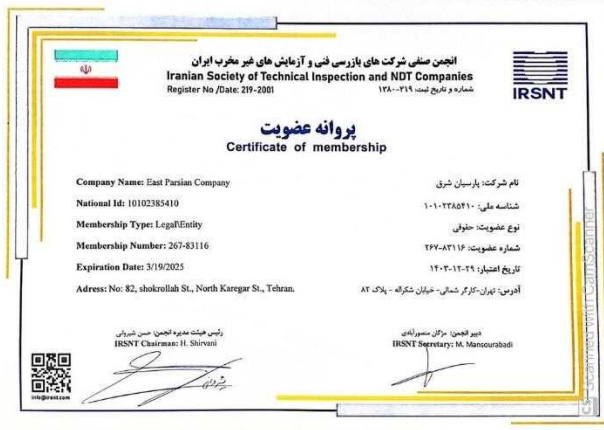 انجمن صنفی شرکت های بازرسی فنی و آزمایش های غیر مخرب ایران
Iranian Society of Technical Inspection and NDT Companies
Register No /Date: 219-2001
شماره و تاریخ ثبت: ۳۱۹-۱۳۸۰
IRSNT
پروانه عضویت
Certificate of membership
Company Name: East Parsian Company
نام شرکت: پارسیان شرق
National Id: 10102385410
شناسه ملی: ۱۰۱۰۲۳۸۵۴۱۰
Membership Type: Legal\Entity
نوع عضویت: حقوقی
Membership Number: 267-83116
شماره عضویت: ۲۶۷-۸۳۱۱۶
Expiration Date: 3/19/2025
تاریخ اعتبار: ۲۹-۱۲-۱۴۰۳
Adress: No: 82, shokrollah St., North Karegar St., Tehran.
آدرس: تهران-کارگر شمالی- خیابان شکراله - پلاک ۸۲
رئیس هیئت مدیره انجمن: حسن شیروانی
IRSNT Chairman: H. Shirvani
دبیر انجمن: مژگان منصورآبادی
IRSNT Secretary: M. Mansourabadi
info@irsnt.com
CS Scanned with CamScanner